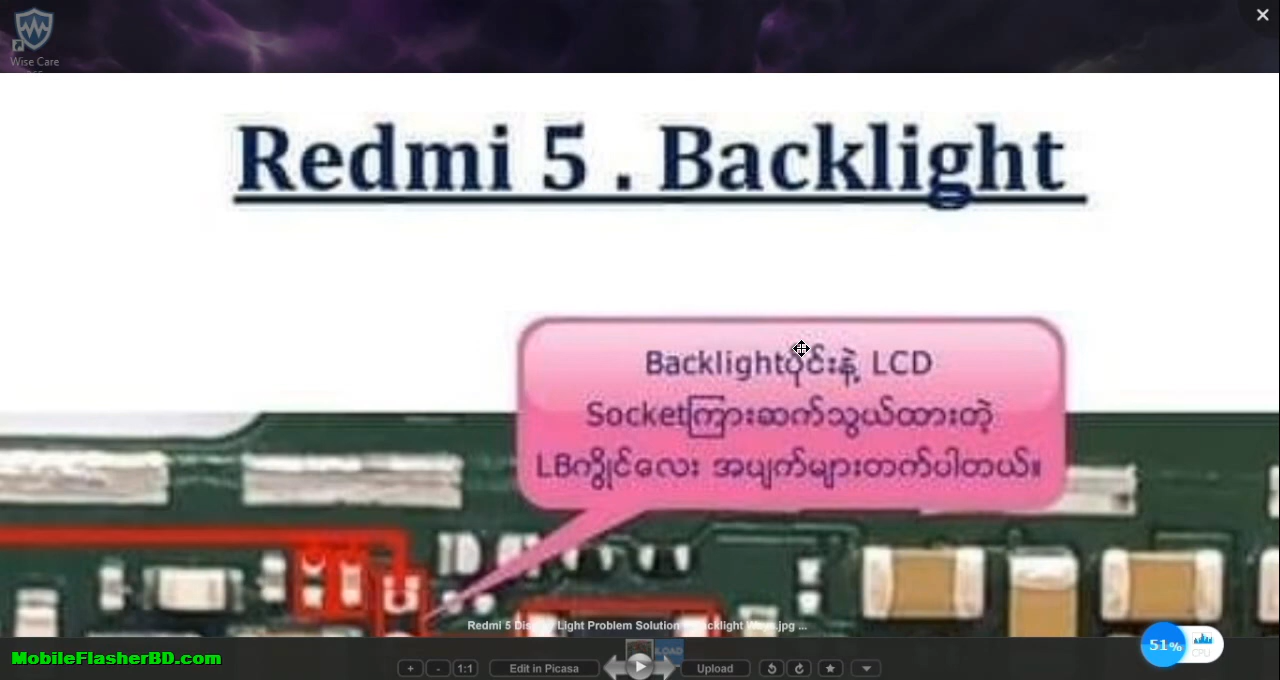 Wise Care
Redmi 5 . Backlight
Backlightပိုင်းနဲ့ LCD
Socketကြားဆက်သွယ်ထားတဲ့
LBကွိုင်လေး အပျက်များတက်ပါတယ်။
Redmi 5 Display Light Problem Solution Backlight Ways.jpg ...
MobileFlasherBD.com
+ - 1:1 Edit in Picasa Upload
51%
CPU